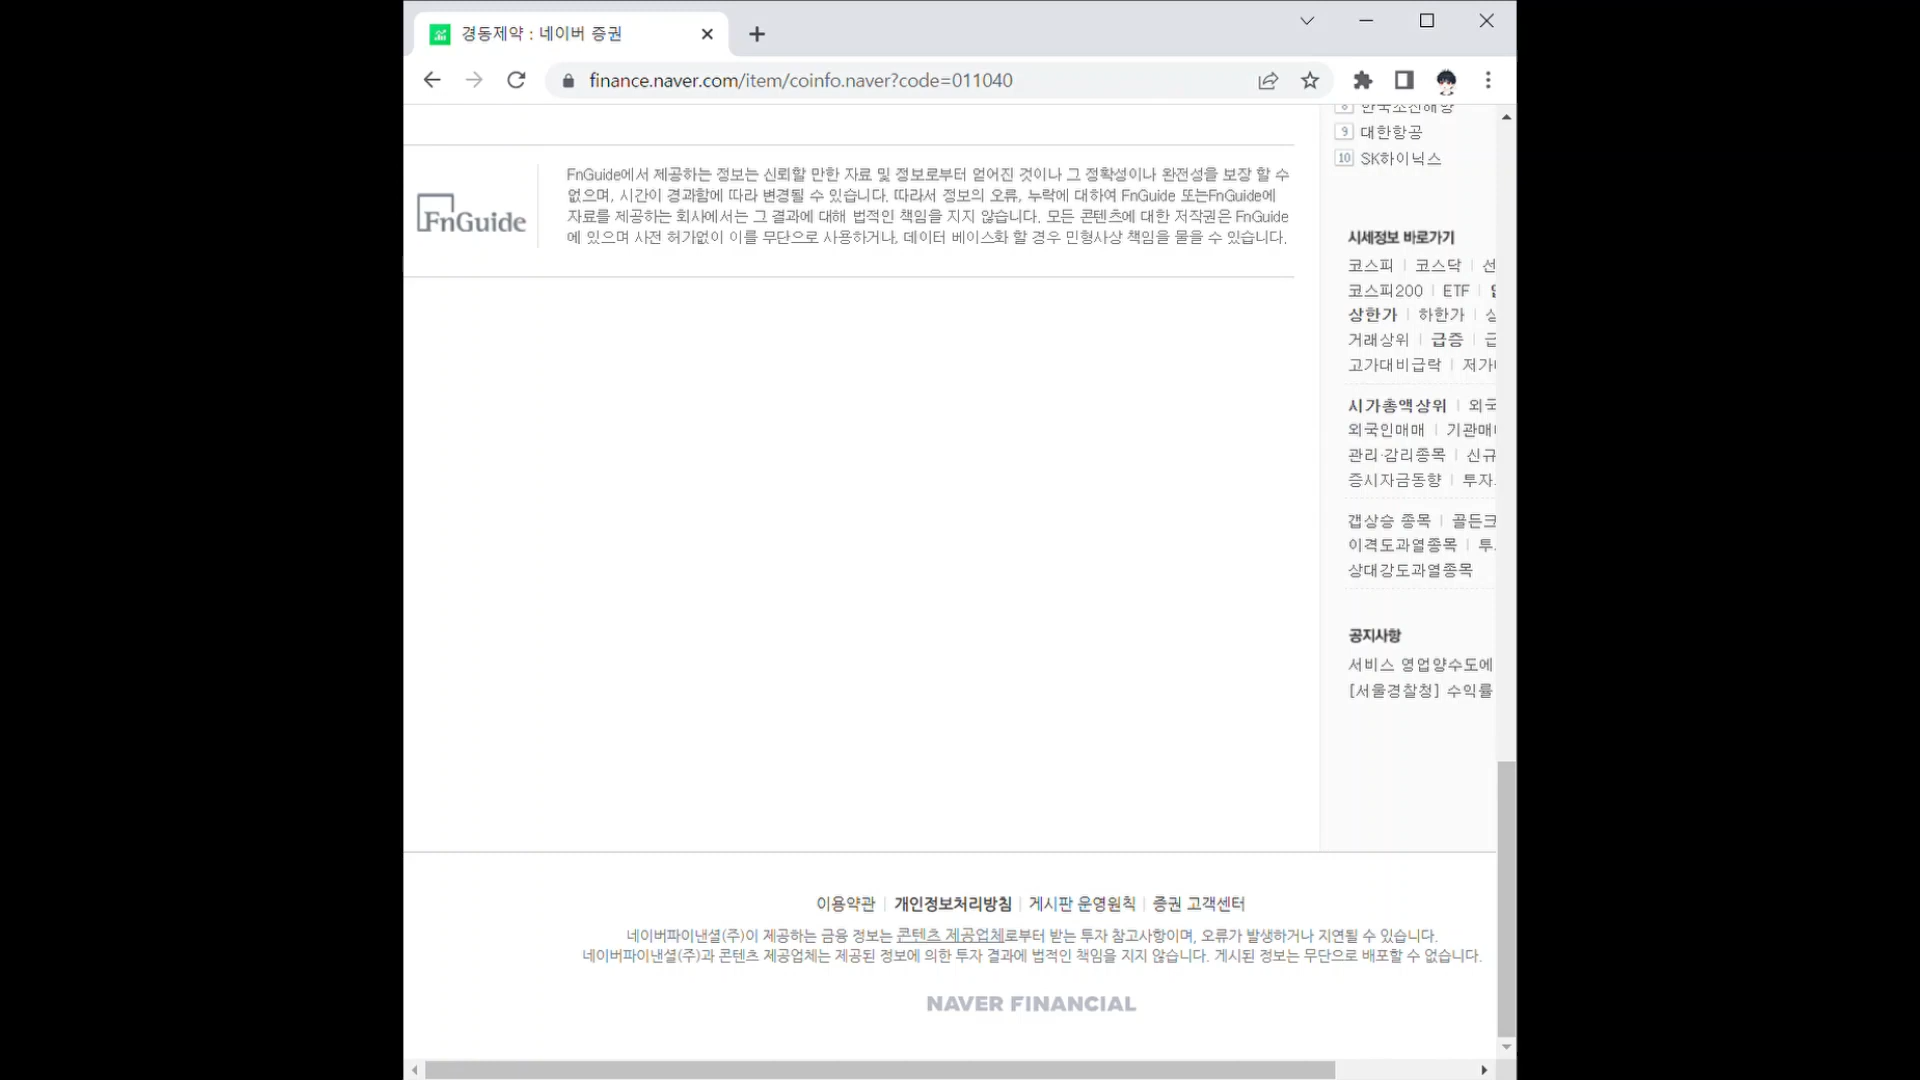 경동제약 : 네이버 증권
finance.naver.com/item/coinfo.naver?code=011040
FnGuide
FnGuide에서 제공하는 정보는 신뢰할 만한 자료 및 정보로부터 얻어진 것이나 그 정확성이나 완전성을 보장 할 수
없으며, 시간이 경과함에 따라 변경될 수 있습니다. 따라서 정보의 오류, 누락에 대하여 FnGuide 또는FnGuide에
자료를 제공하는 회사에서는 그 결과에 대해 법적인 책임을 지지 않습니다. 모든 콘텐츠에 대한 저작권은 FnGuide
에 있으며 사전 허가없이 이를 무단으로 사용하거나, 데이터 베이스화 할 경우 민형사상 책임을 물을 수 있습니다.
8 한국조선해양
9 대한항공
10 SK하이닉스
시세정보 바로가기
코스피 | 코스닥 | 선
코스피200 | ETF |
상한가 | 하한가 |
거래상위 | 급증 |
고가대비급락 | 저가
시가총액상위 | 외국
외국인매매 | 기관매
관리·감리종목 | 신규
증시자금동향 | 투자
갭상승 종목 | 골든크
이격도과열종목 | 투
상대강도과열종목
공지사항
서비스 영업양수도에
[서울경찰청] 수익률
이용약관 | 개인정보처리방침 | 게시판 운영원칙 | 증권 고객센터
네이버파이낸셜(주)이 제공하는 금융 정보는 콘텐츠 제공업체로부터 받는 투자 참고사항이며, 오류가 발생하거나 지연될 수 있습니다.
네이버파이낸셜(주)과 콘텐츠 제공업체는 제공된 정보에 의한 투자 결과에 법적인 책임을 지지 않습니다. 게시된 정보는 무단으로 배포할 수 없습니다.
NAVER FINANCIAL